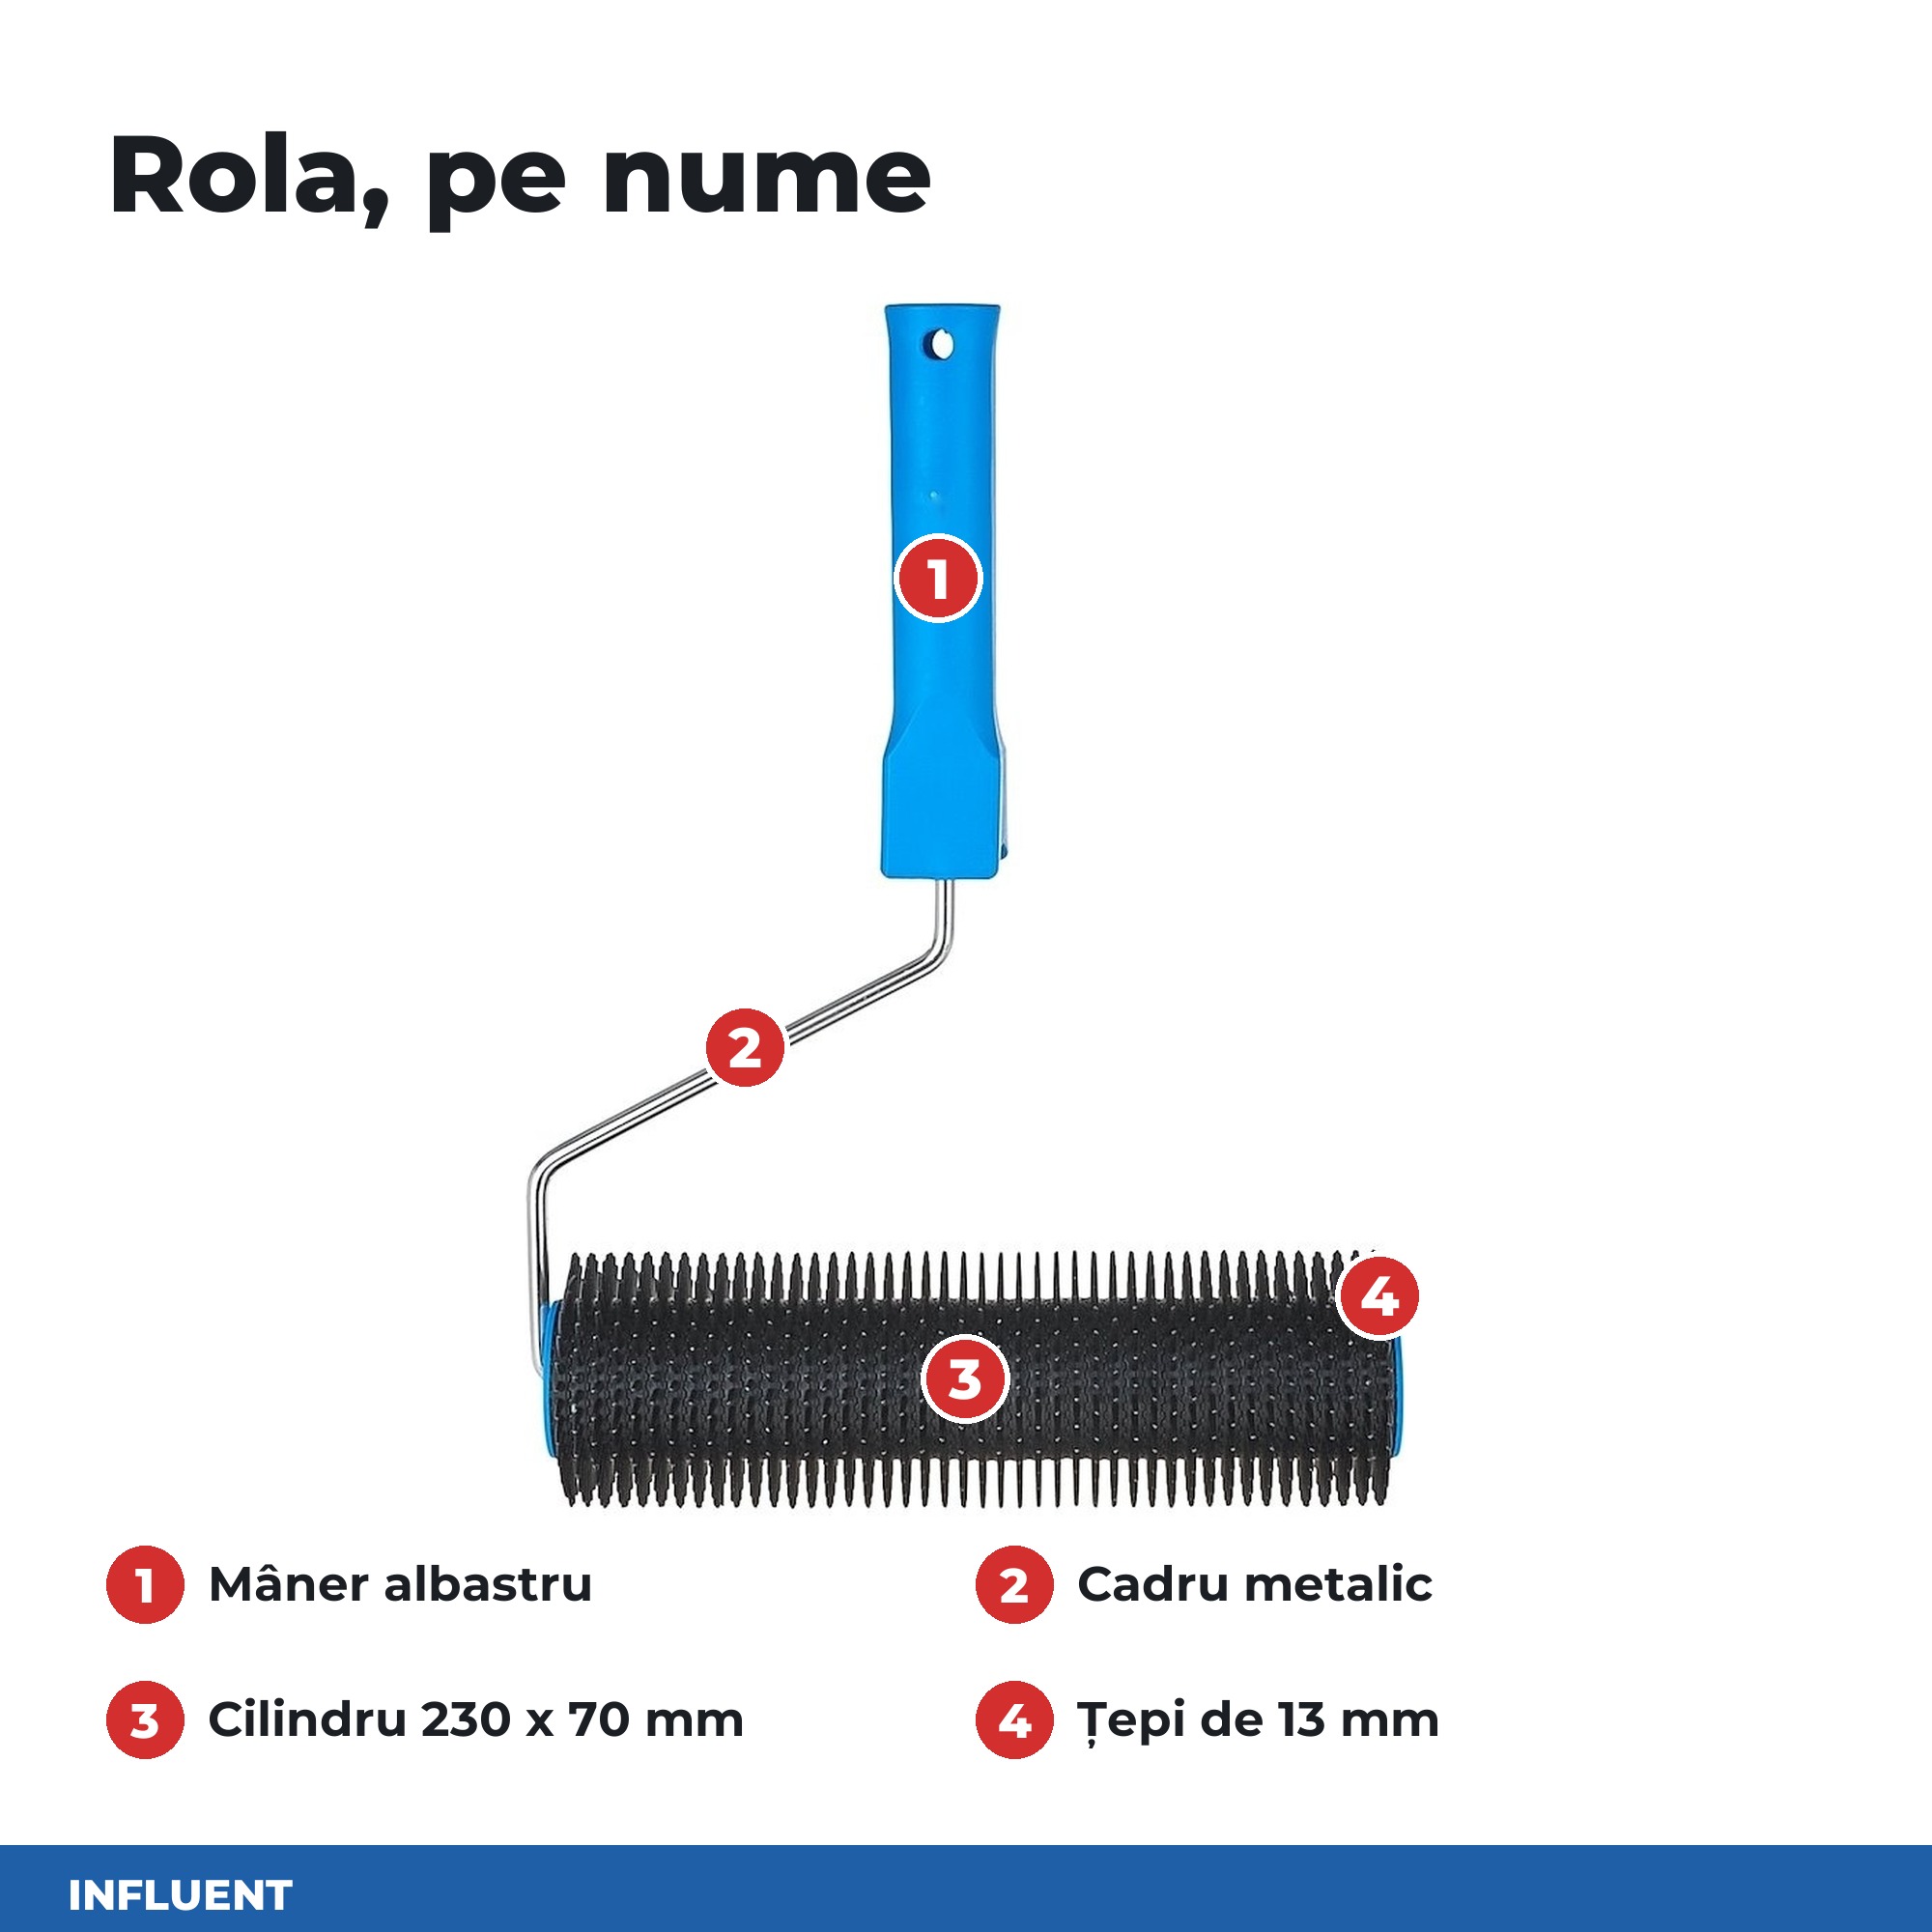 Rola, pe nume
1
2
4
3
1 Mâner albastru
2 Cadru metalic
3 Cilindru 230 x 70 mm
4 Țepi de 13 mm
INFLUENT